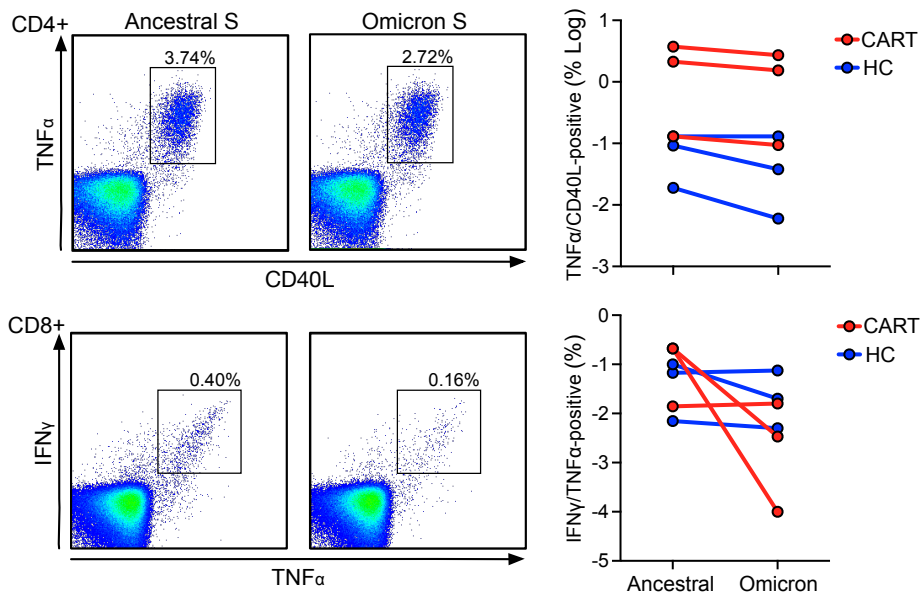 CD4+
Ancestral S
Omicron S
3.74%
2.72%
TNFα
CD40L
TNFα/CD40L-positive (% Log)
1
0
-1
-2
-3
CART
HC
CD8+
0.40%
0.16%
IFNγ
TNFα
IFNγ/TNFα-positive (%)
0
-1
-2
-3
-4
-5
Ancestral
Omicron
CART
HC